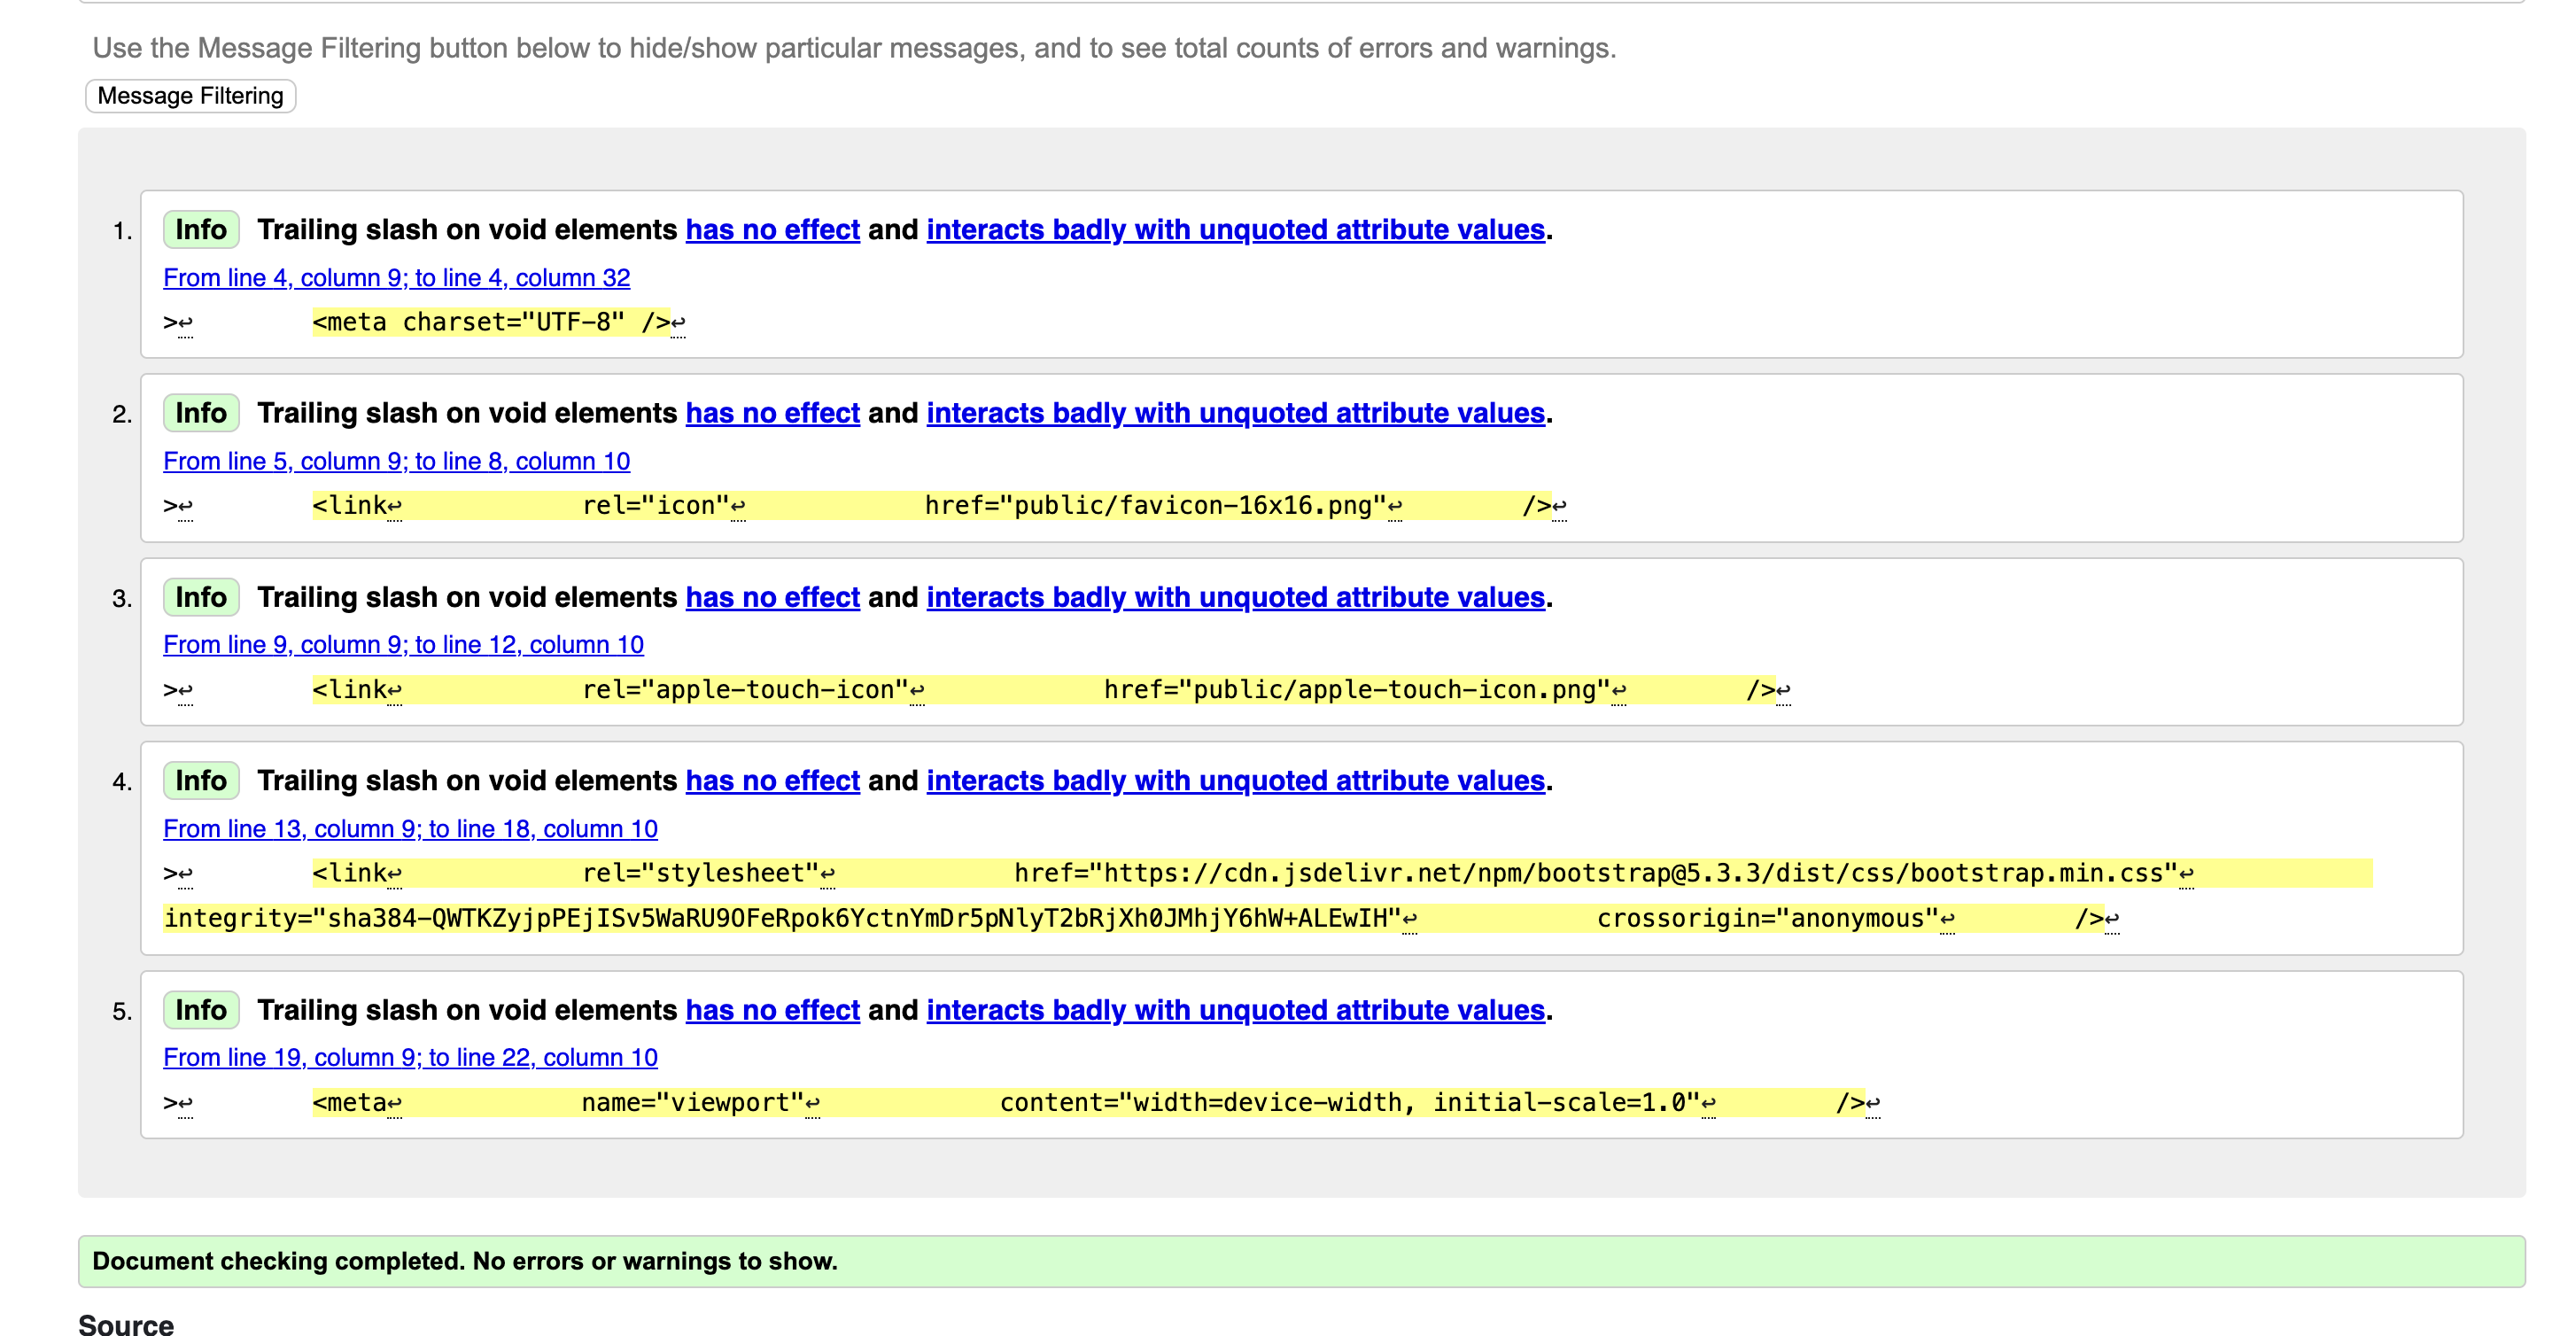 Use the Message Filtering button below to hide/show particular messages, and to see total counts of errors and warnings.
Message Filtering
1. Info Trailing slash on void elements has no effect and interacts badly with unquoted attribute values.
From line 4, column 9; to line 4, column 32
>↩        <meta charset="UTF-8" />↩
2. Info Trailing slash on void elements has no effect and interacts badly with unquoted attribute values.
From line 5, column 9; to line 8, column 10
>↩        <link↩            rel="icon"↩            href="public/favicon-16x16.png"↩        />↩
3. Info Trailing slash on void elements has no effect and interacts badly with unquoted attribute values.
From line 9, column 9; to line 12, column 10
>↩        <link↩            rel="apple-touch-icon"↩            href="public/apple-touch-icon.png"↩        />↩
4. Info Trailing slash on void elements has no effect and interacts badly with unquoted attribute values.
From line 13, column 9; to line 18, column 10
>↩        <link↩            rel="stylesheet"↩            href="https://cdn.jsdelivr.net/npm/bootstrap@5.3.3/dist/css/bootstrap.min.css"↩
integrity="sha384-QWTKZyjpPEjISv5WaRU9OFeRpok6YctnYmDr5pNlyT2bRjXh0JMhjY6hW+ALEwIH"↩            crossorigin="anonymous"↩        />↩
5. Info Trailing slash on void elements has no effect and interacts badly with unquoted attribute values.
From line 19, column 9; to line 22, column 10
>↩        <meta↩            name="viewport"↩            content="width=device-width, initial-scale=1.0"↩        />↩
Document checking completed. No errors or warnings to show.
Source